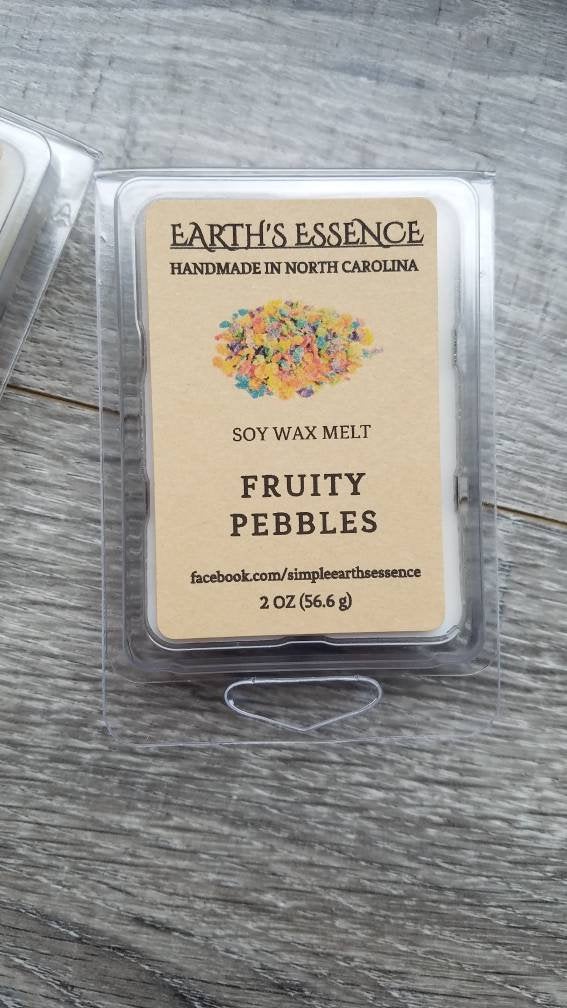 EARTH'S ESSENCE
HANDMADE IN NORTH CAROLINA
SOY WAX MELT
FRUITY
PEBBLES
facebook.com/simpleearthsessence
2 OZ (56.6 g)